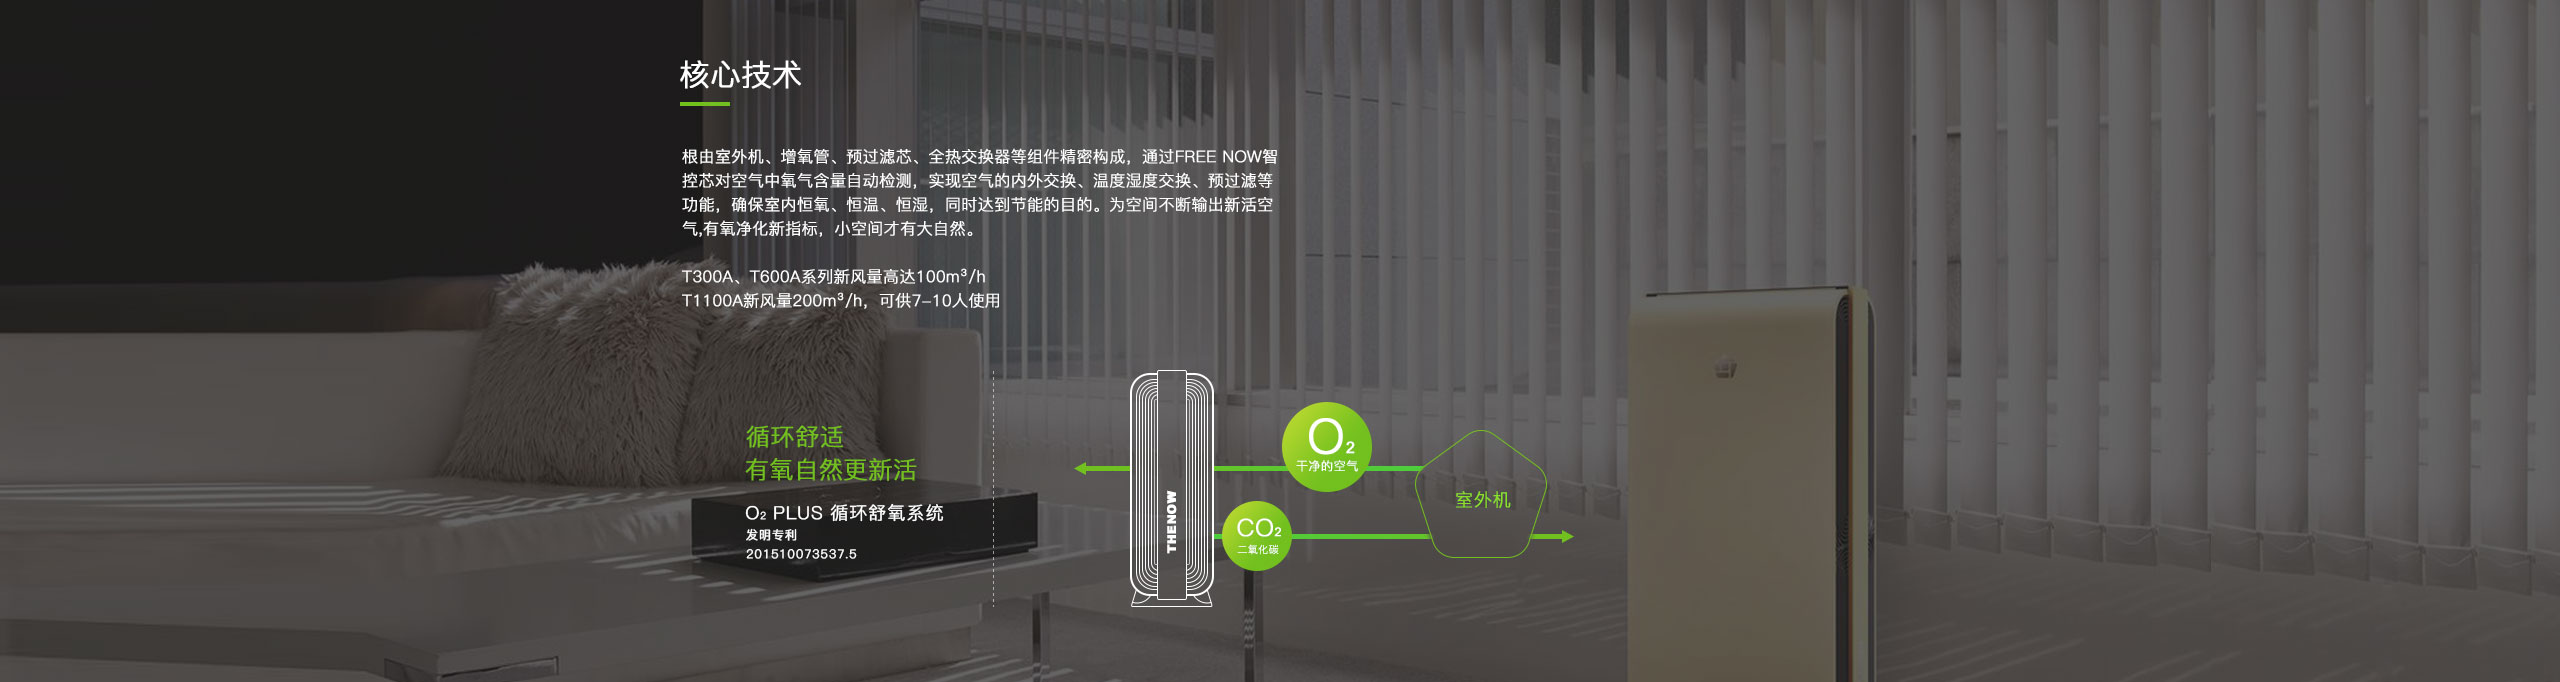 核心技术
根由室外机、增氧管、预过滤芯、全热交换器等组件精密构成，通过FREE NOW智
控芯对空气中氧气含量自动检测，实现空气的内外交换、温度湿度交换、预过滤等
功能，确保室内恒氧、恒温、恒湿，同时达到节能的目的。为空间不断输出新活空
气,有氧净化新指标，小空间才有大自然。
T300A、T600A系列新风量高达100m³/h
T1100A新风量200m³/h，可供7-10人使用
循环舒适
有氧自然更新活
O₂ PLUS 循环舒氧系统
发明专利
201510073537.5
THENOW
O₂
干净的空气
CO₂
二氧化碳
室外机